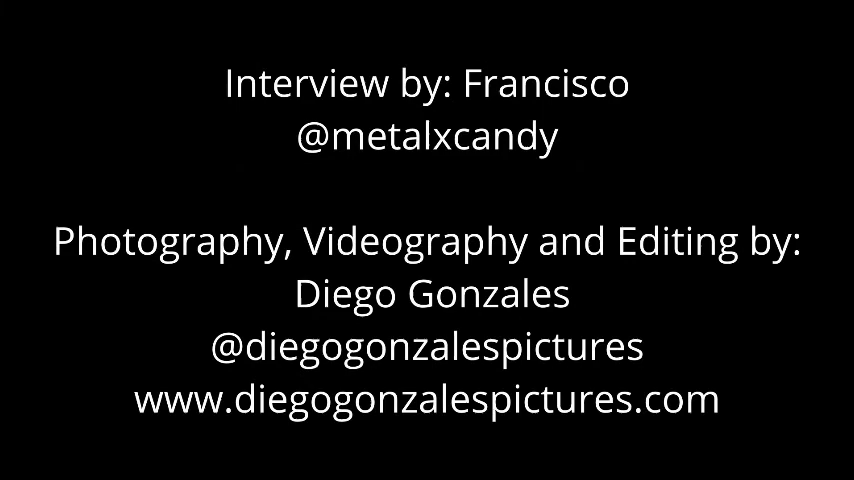 Interview by: Francisco
@metalxcandy
Photography, Videography and Editing by:
Diego Gonzales
@diegogonzalespictures
www.diegogonzalespictures.com